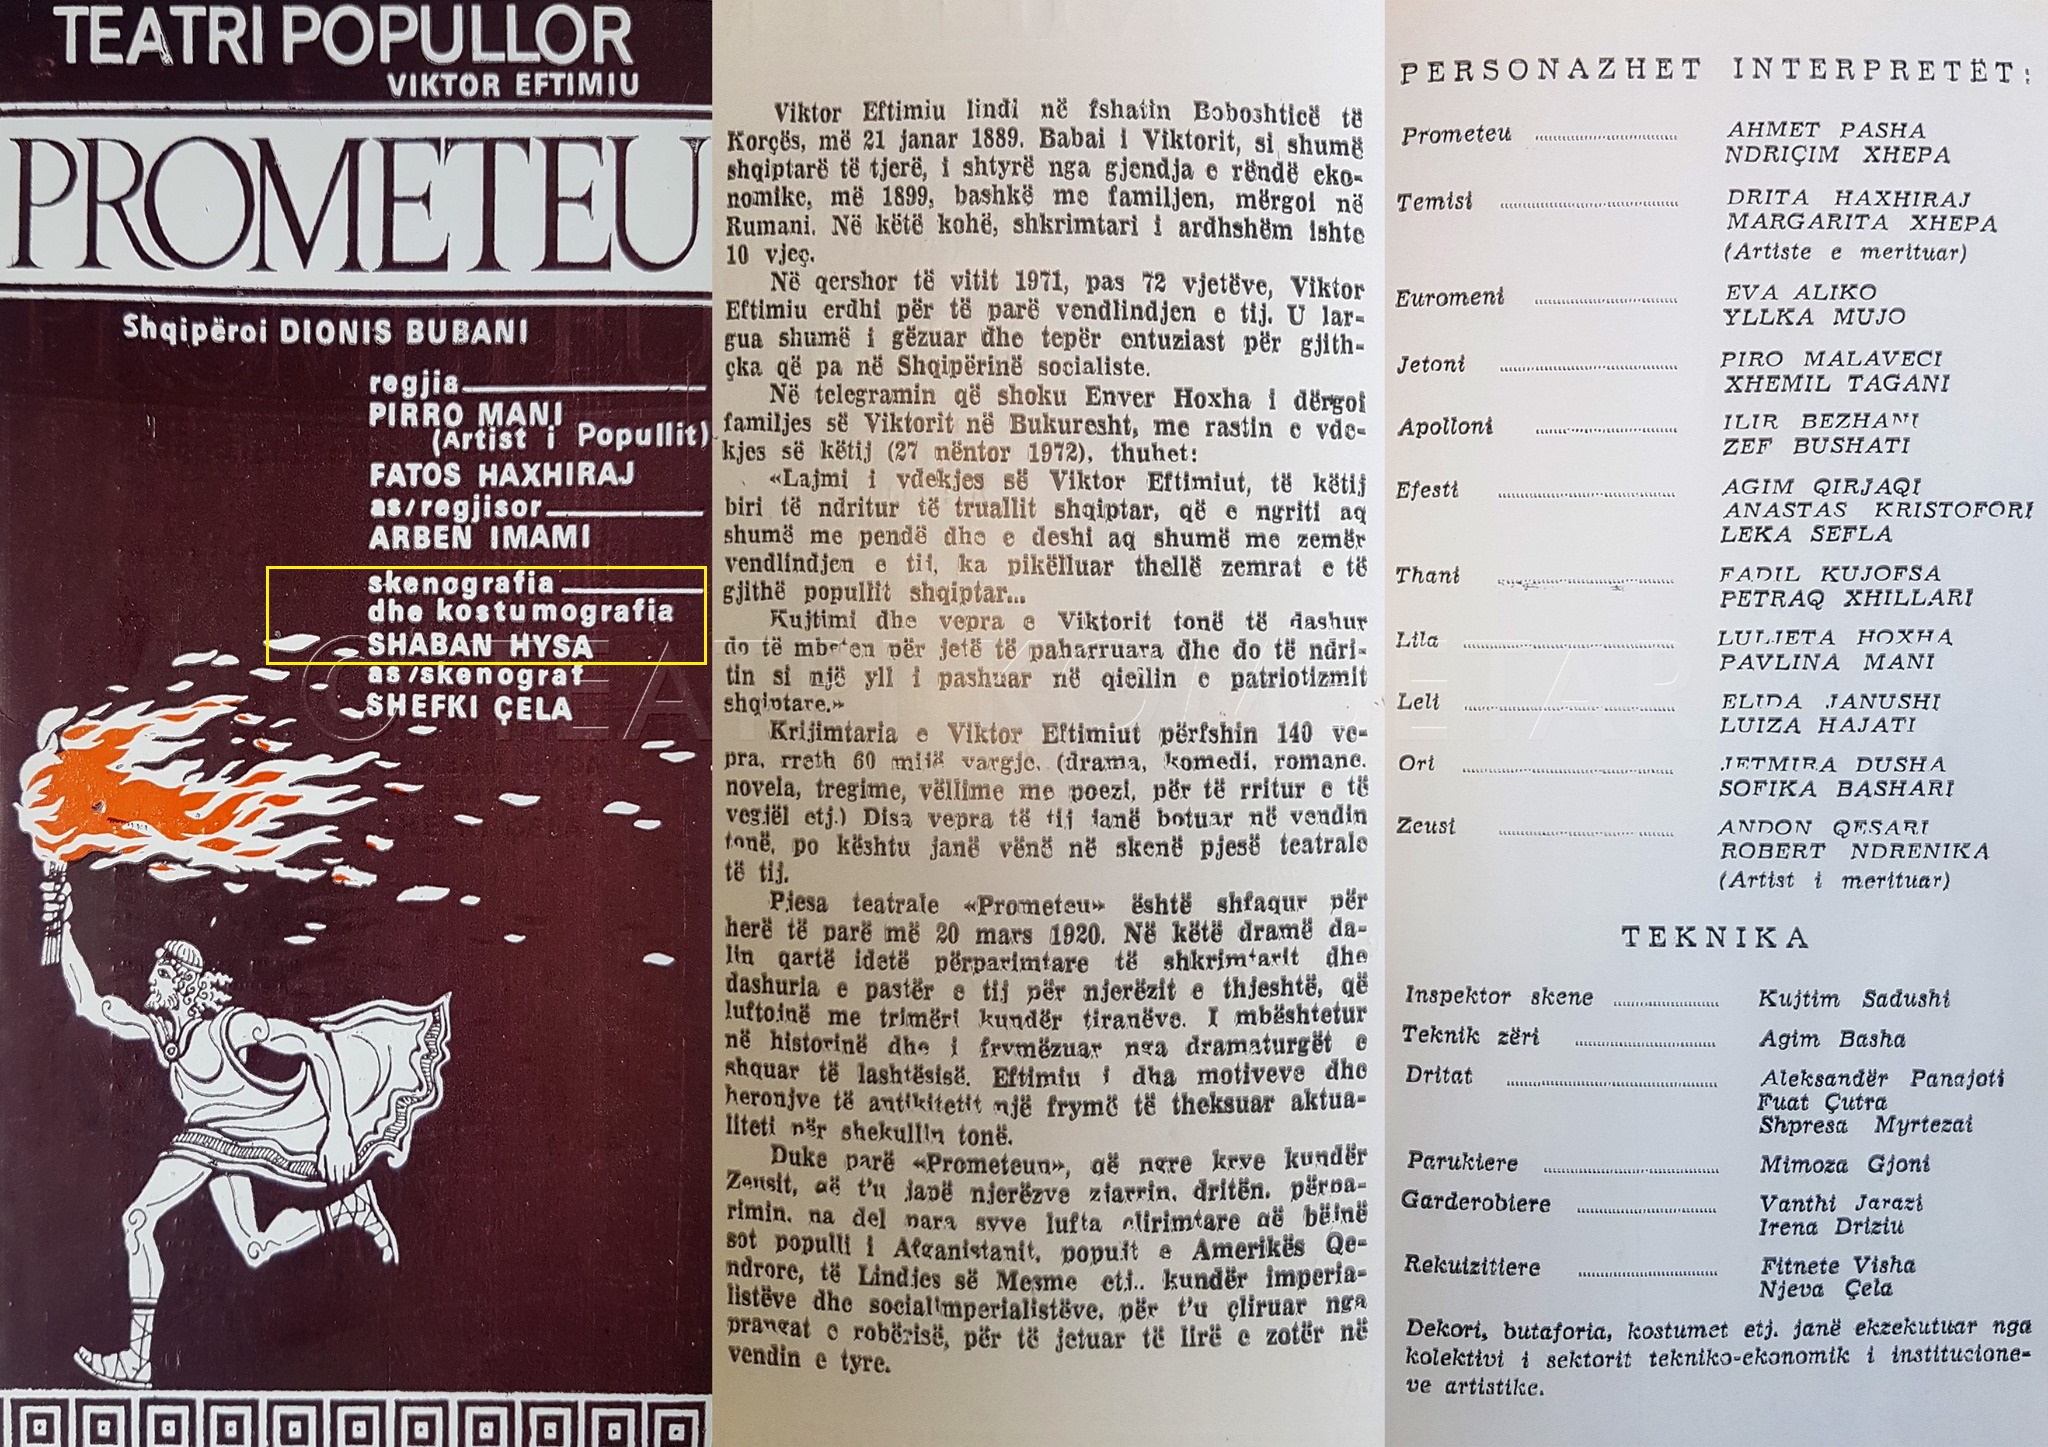 TEATRI POPULLOR
VIKTOR EFTIMIU
PROMETEU
Shqipëroi DIONIS BUBANI
regjia
PIRRO MANI
(Artist i Popullit)
FATOS HAXHIRAJ
as/regjisor
ARBEN IMAMI
skenografia
dhe kostumografia
SHABAN HYSA
as/skenograf
SHEFKI ÇELA
Viktor Eftimiu lindi në fshatin Boboshticë të
Korçës, më 21 janar 1889. Babai i Viktorit, si shumë
shqiptarë të tjerë, i shtyrë nga gjendja e rëndë eko-
nomike, më 1899, bashkë me familjen, mërgoi në
Rumani. Në këtë kohë, shkrimtari i ardhshëm ishte
10 vjeç.
Në qershor të vitit 1971, pas 72 vjetëve, Viktor
Eftimiu erdhi për të parë vendlindjen e tij. U lar-
gua shumë i gëzuar dhe tepër entuziast për gjith-
çka që pa në Shqipërinë socialiste.
Në telegramin që shoku Enver Hoxha i dërgoi
familjes së Viktorit në Bukuresht, me rastin e vde-
kjes së këtij (27 nëntor 1972), thuhet:
«Lajmi i vdekjes së Viktor Eftimiut, të këtij
biri të ndritur të truallit shqiptar, që e ngriti aq
shumë me pendë dhe e deshi aq shumë me zemër
vendlindjen e tij, ka pikëlluar thellë zemrat e të
gjithë popullit shqiptar...
Kujtimi dhe vepra e Viktorit tonë të dashur
do të mbeten për jetë të paharruara dhe do të ndri-
tin si një yll i pashuar në qiellin e patriotizmit
shqiptare.»
Krijimtaria e Viktor Eftimiut përfshin 140 ve-
pra, rreth 60 mijë vargje, (drama, komedi, romane,
novela, tregime, vëllime me poezi, për të rritur e të
vegjël etj.) Disa vepra të tij janë botuar në vendin
tonë, po kështu janë vënë në skenë pjesë teatrale
të tij.
Pjesa teatrale «Prometeu» është shfaqur për
herë të parë më 20 mars 1920. Në këtë dramë da-
lin qartë idetë përparimtare të shkrimtarit dhe
dashuria e pastër e tij për njerëzit e thjeshtë, që
luftojnë me trimëri kundër tiranëve. I mbështetur
në historinë dhe i frymëzuar nga dramaturgët e
shquar të lashtësisë, Eftimiu i dha motiveve dhe
heronjve të antikitetit një frymë të theksuar aktua-
liteti për shekullin tonë.
Duke parë «Prometeun», që ngre krye kundër
Zeusit, që t'u japë njerëzve zjarrin, dritën, përpa-
rimin, na del para syve lufta çlirimtare që bëjnë
sot populli i Afganistanit, popujt e Amerikës Qe-
ndrore, të Lindjes së Mesme etj., kundër imperia-
listëve dhe socialimperialistëve, për t'u çliruar nga
prangat e robërisë, për të jetuar të lirë e zotër në
vendin e tyre.
PERSONAZHET INTERPRETËT:
Prometeu ........ AHMET PASHA
NDRIÇIM XHEPA
Temisi ........ DRITA HAXHIRAJ
MARGARITA XHEPA
(Artiste e merituar)
Euromeni ........ EVA ALIKO
YLLKA MUJO
Jetoni ........ PIRO MALAVECI
XHEMIL TAGANI
Apolloni ........ ILIR BEZHANI
ZEF BUSHATI
Efesti ........ AGIM QIRJAQI
ANASTAS KRISTOFORI
LEKA SEFLA
Thani ........ FADIL KUJOFSA
PETRAQ XHILLARI
Lila ........ LULJETA HOXHA
PAVLINA MANI
Leli ........ ELIDA JANUSHI
LUIZA HAJATI
Ori ........ JETMIRA DUSHA
SOFIKA BASHARI
Zeusi ........ ANDON QESARI
ROBERT NDRENIKA
(Artist i merituar)
TEKNIKA
Inspektor skene ........ Kujtim Sadushi
Teknik zëri ........ Agim Basha
Dritat ........ Aleksandër Panajoti
Fuat Çutra
Shpresa Myrtezai
Parukiere ........ Mimoza Gjoni
Garderobiere ........ Vanthi Jarazi
Irena Driziu
Rekuizitiere ........ Fitnete Visha
Njeva Çela
Dekori, butaforia, kostumet etj. janë ekzekutuar nga
kolektivi i sektorit tekniko-ekonomik i institucione-
ve artistike.